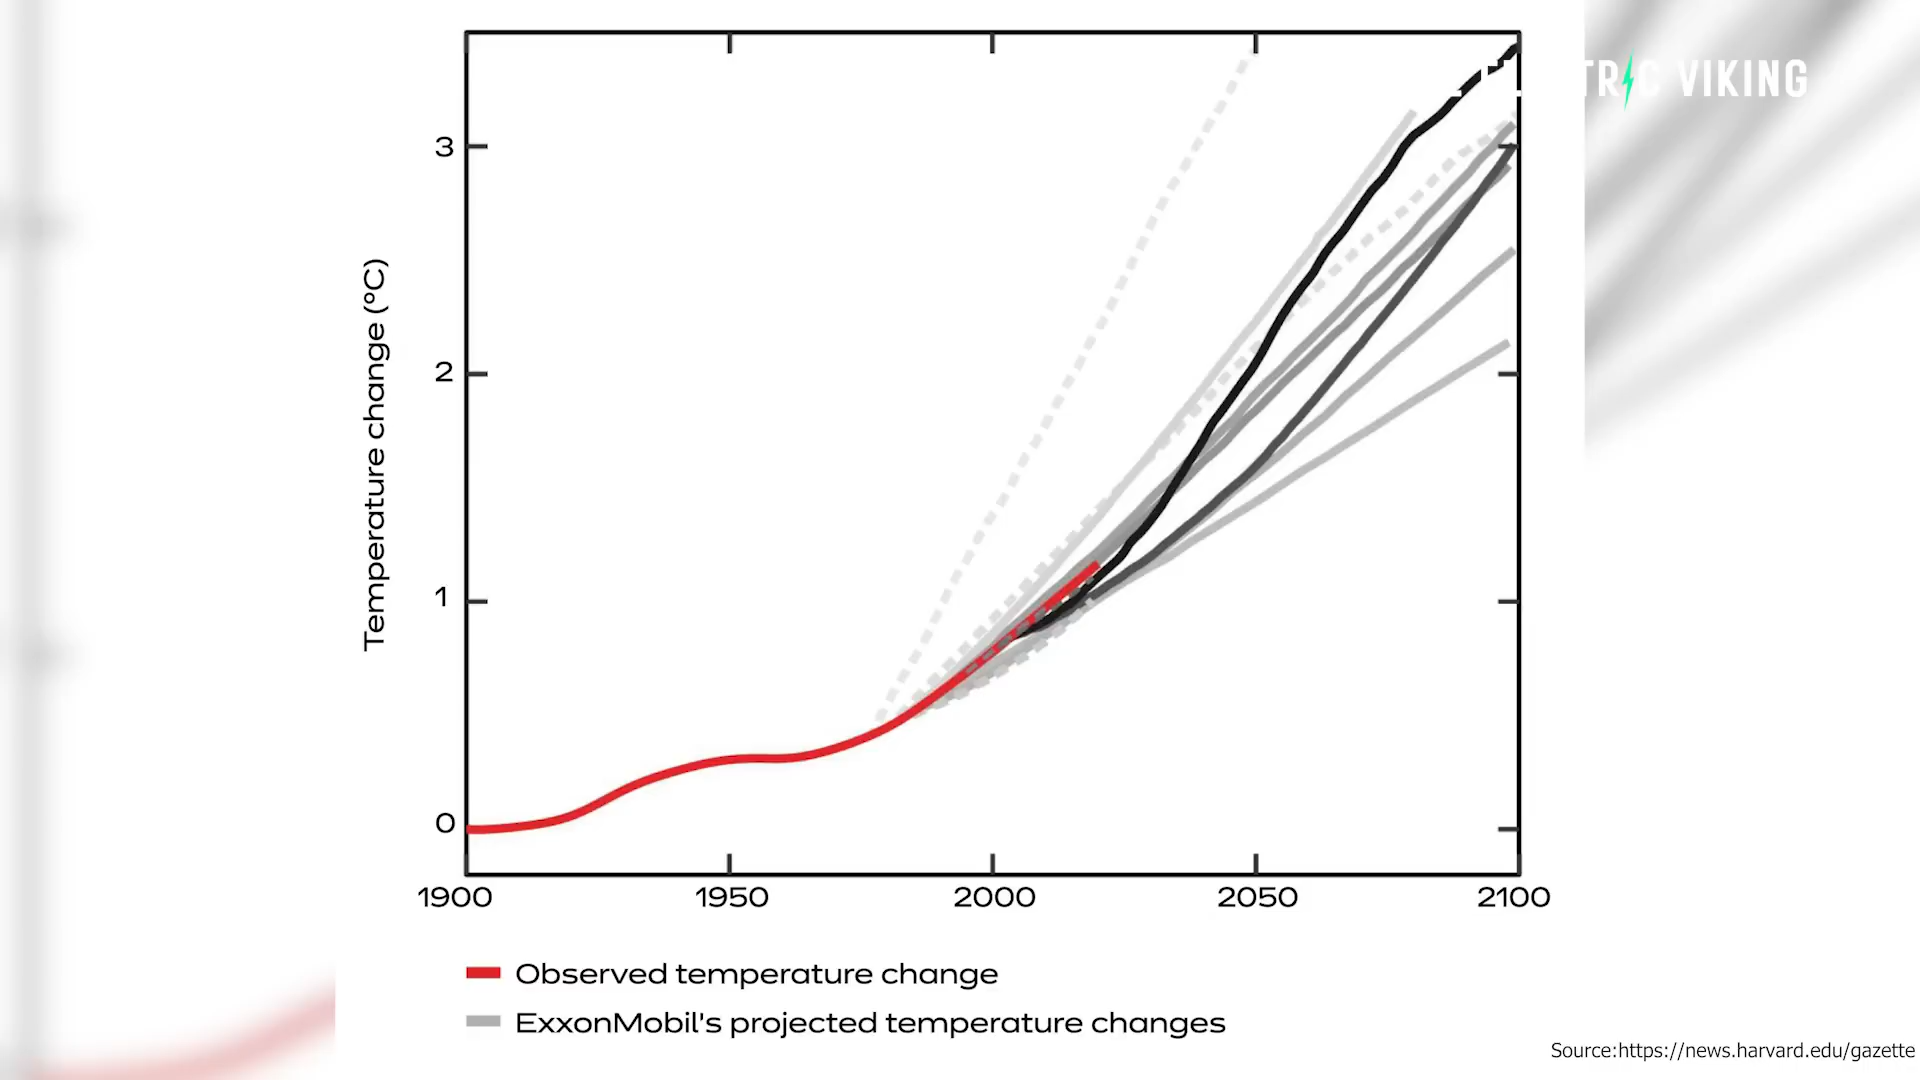 ELECTRIC VIKING
3
2
1
0
Temperature change (°C)
1900 1950 2000 2050 2100
Observed temperature change
ExxonMobil's projected temperature changes
Source:https://news.harvard.edu/gazette